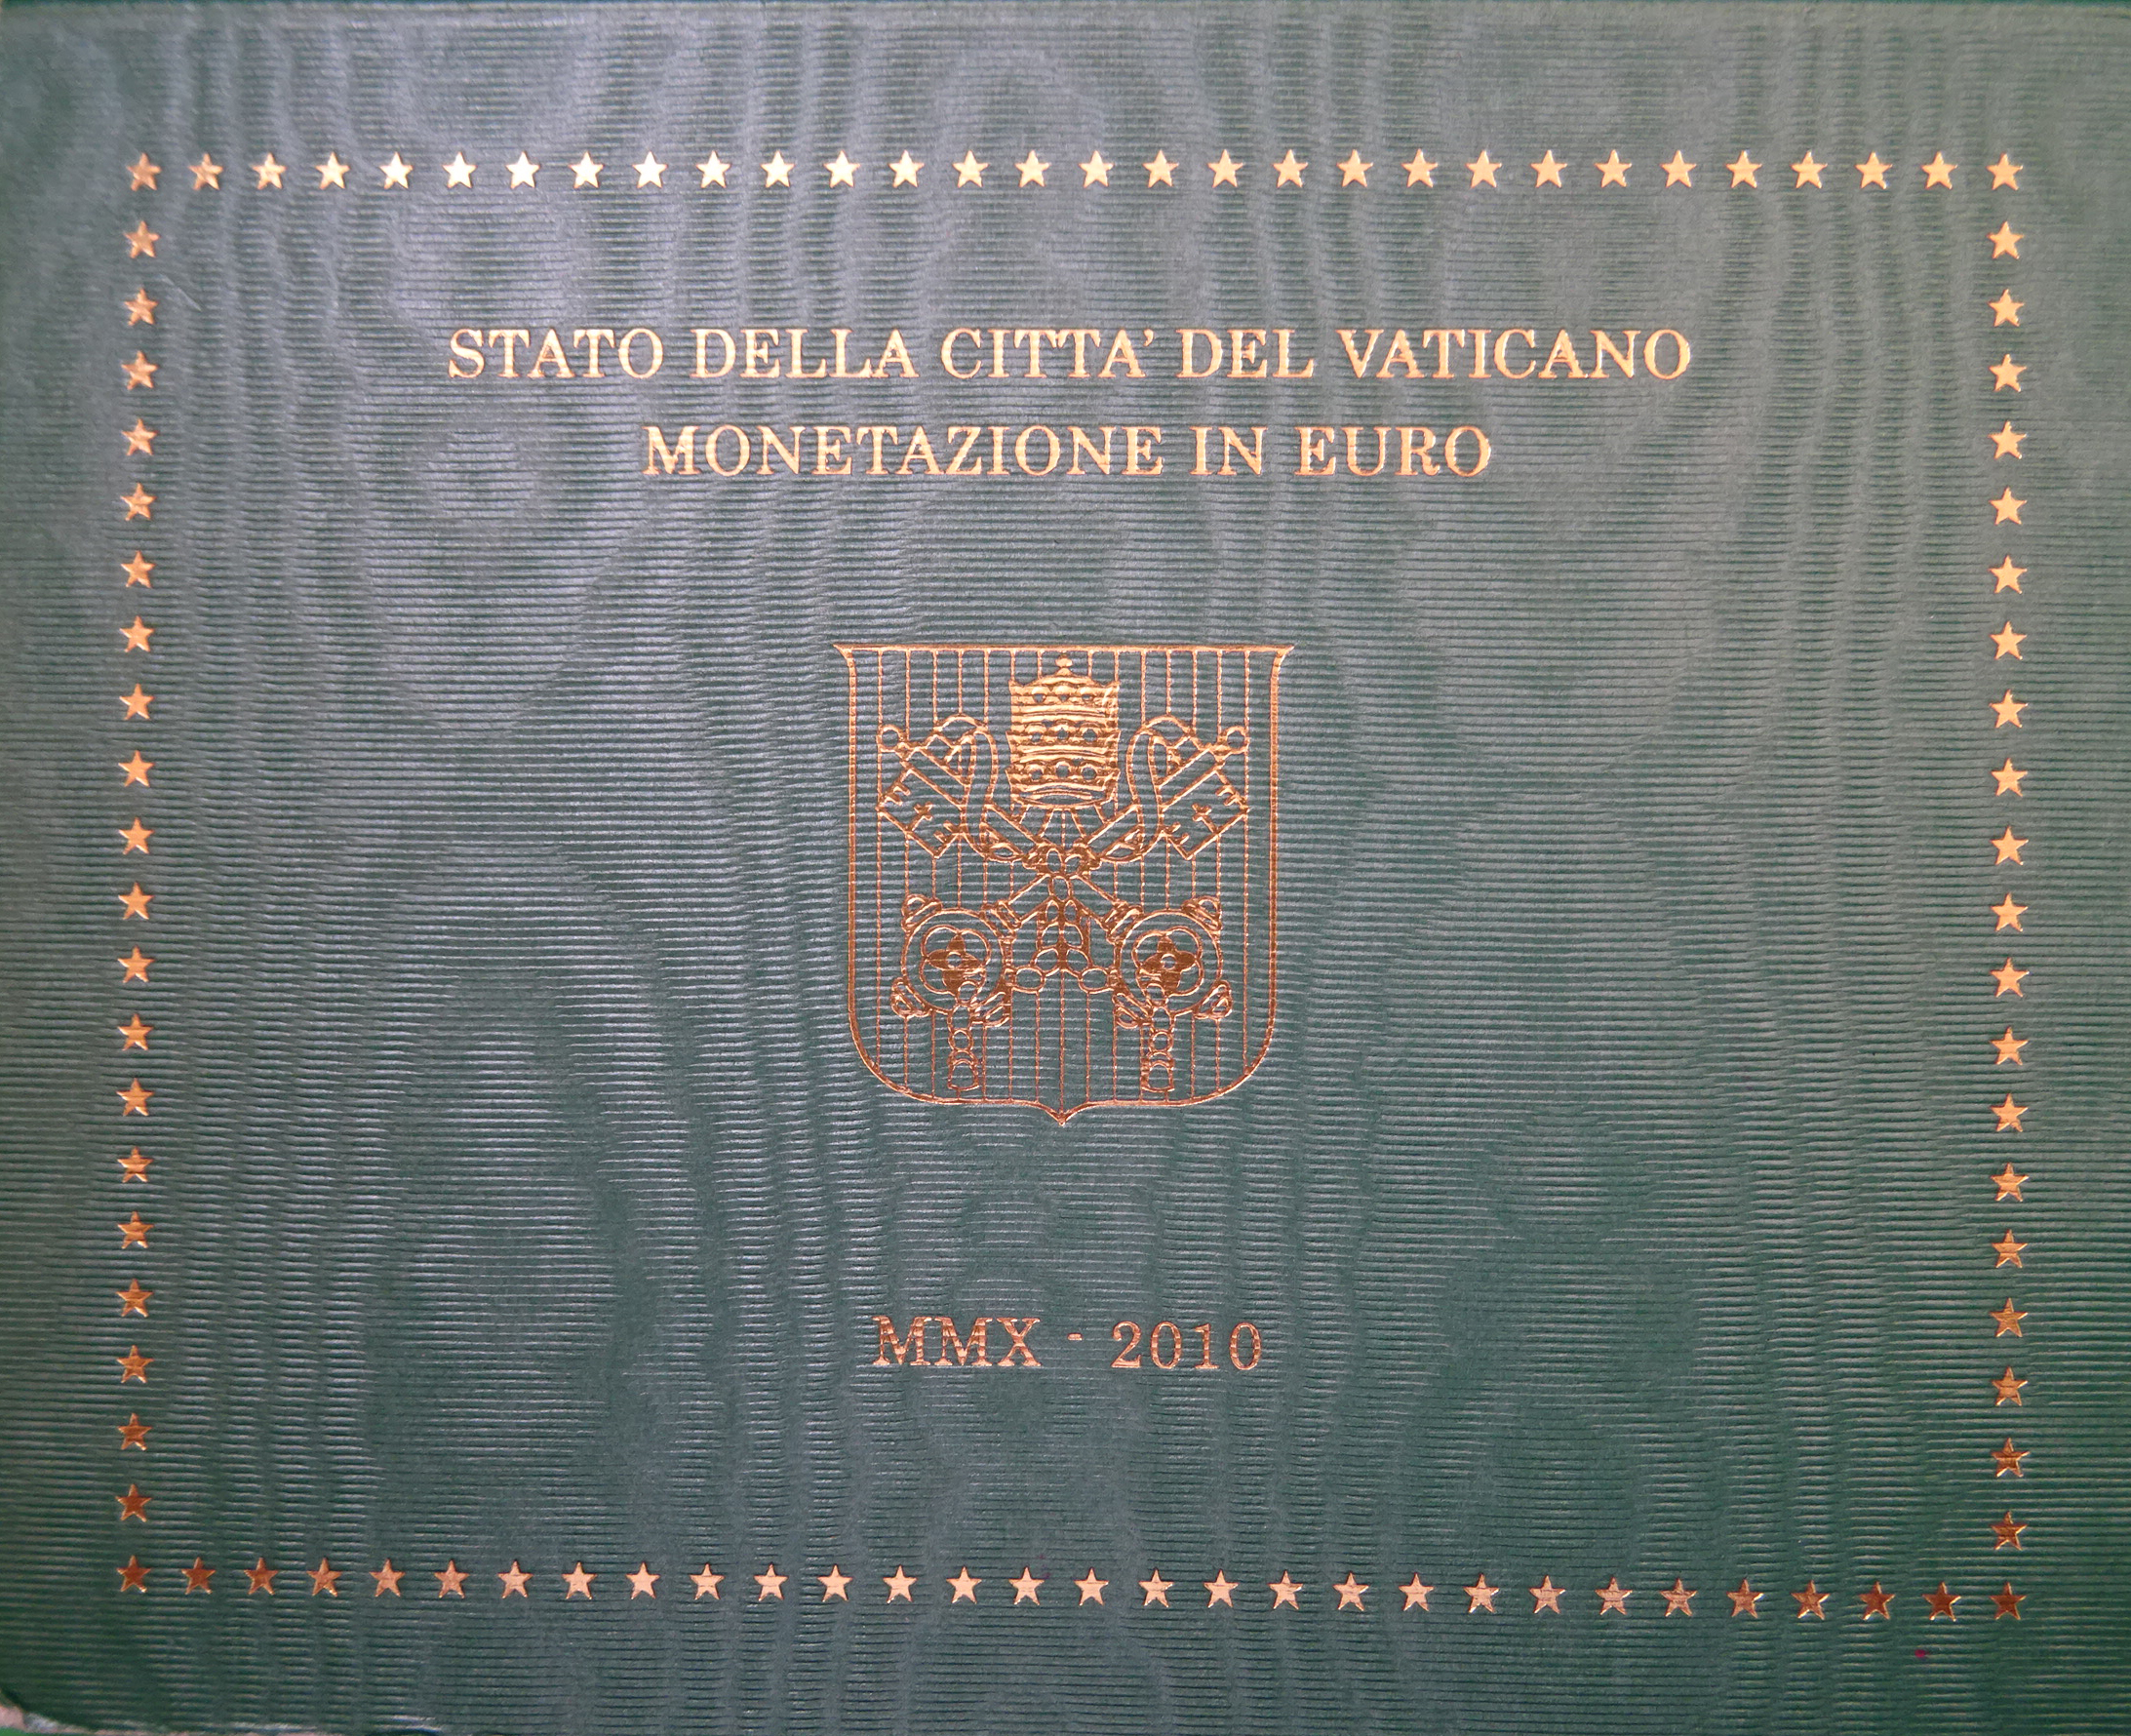 STATO DELLA CITTA' DEL VATICANO
MONETAZIONE IN EURO
MMX - 2010